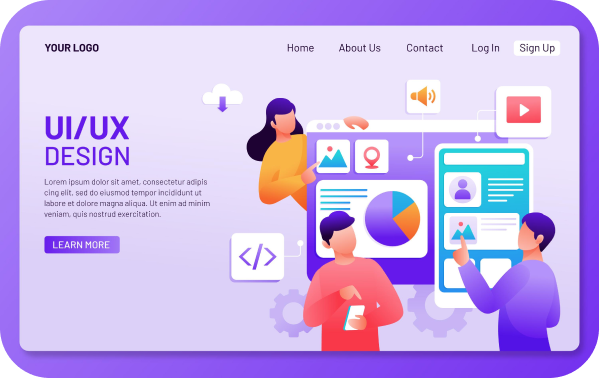 YOUR LOGO
Home About Us Contact Log In Sign Up
UI/UX
DESIGN
Lorem ipsum dolor sit amet, consectetur adipis
cing elit, sed do eiusmod tempor incididunt ut
labore et dolore magna aliqua. Ut enim ad minim
veniam, quis nostrud exercitation.
LEARN MORE